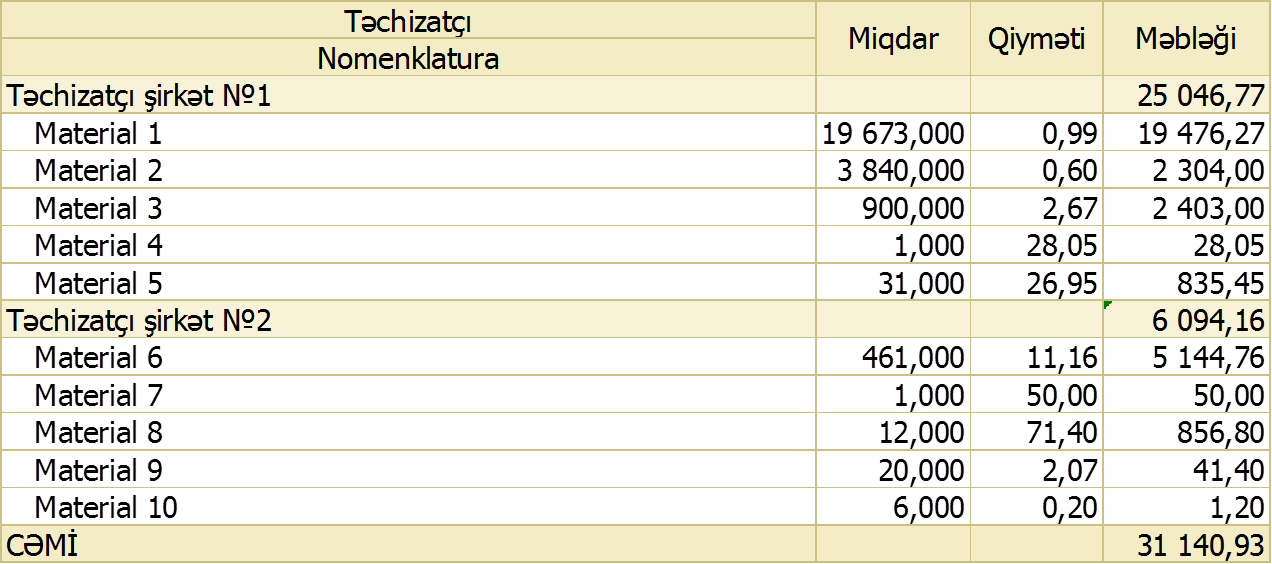 Təchizatçı
Nomenklatura Miqdar Qiyməti Məbləği
Təchizatçı şirkət №1 25 046,77
Material 1 19 673,000 0,99 19 476,27
Material 2 3 840,000 0,60 2 304,00
Material 3 900,000 2,67 2 403,00
Material 4 1,000 28,05 28,05
Material 5 31,000 26,95 835,45
Təchizatçı şirkət №2 6 094,16
Material 6 461,000 11,16 5 144,76
Material 7 1,000 50,00 50,00
Material 8 12,000 71,40 856,80
Material 9 20,000 2,07 41,40
Material 10 6,000 0,20 1,20
CƏMİ 31 140,93